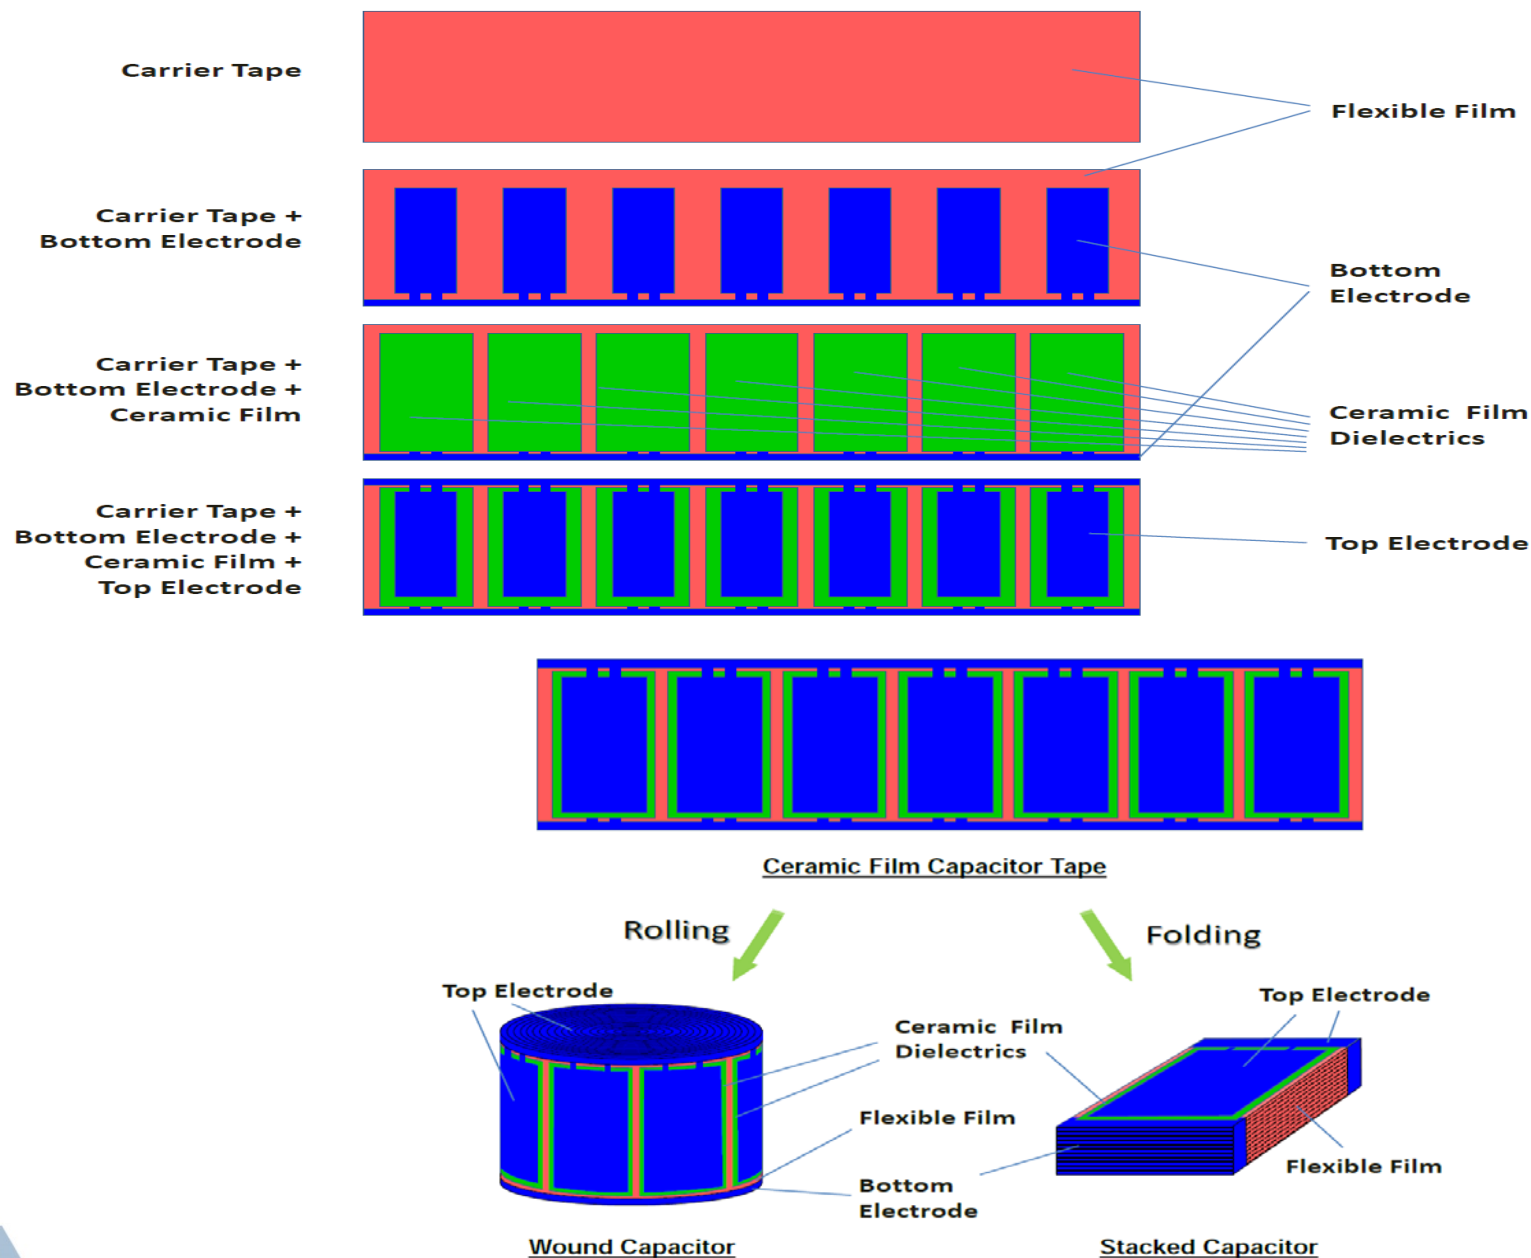 Carrier Tape
Flexible Film
Carrier Tape +
Bottom Electrode
Bottom
Electrode
Carrier Tape +
Bottom Electrode +
Ceramic Film
Ceramic Film
Dielectrics
Carrier Tape +
Bottom Electrode +
Ceramic Film +
Top Electrode
Top Electrode
Ceramic Film Capacitor Tape
Rolling
Folding
Top Electrode
Top Electrode
Ceramic Film
Dielectrics
Flexible Film
Flexible Film
Bottom
Electrode
Wound Capacitor
Stacked Capacitor